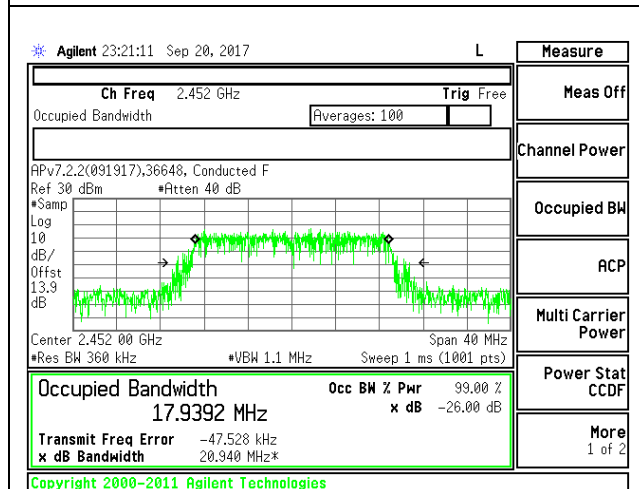 Agilent 23:21:11 Sep 20, 2017 L
Measure
Ch Freq 2.452 GHz Trig Free
Meas Off
Occupied Bandwidth Averages: 100
Channel Power
APv7.2.2(091917),36648, Conducted F
Ref 30 dBm #Atten 40 dB
#Samp
Log
10
dB/
Offst
13.9
dB
Occupied BW
ACP
Multi Carrier
Power
Center 2.452 00 GHz Span 40 MHz
#Res BW 360 kHz #VBW 1.1 MHz Sweep 1 ms (1001 pts)
Occupied Bandwidth Occ BW % Pwr 99.00 %
17.9392 MHz x dB -26.00 dB
Power Stat
CCDF
Transmit Freq Error -47.528 kHz
x dB Bandwidth 20.940 MHz*
More
1 of 2
Copyright 2000-2011 Agilent Technologies